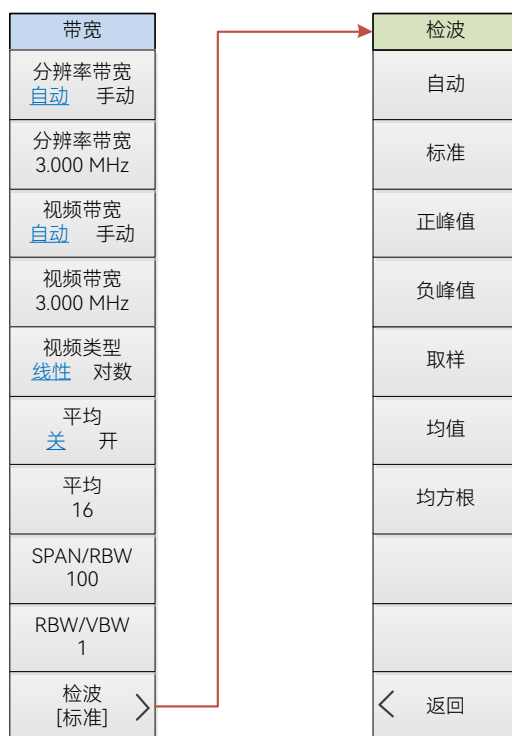 带宽
分辨率带宽
自动 手动
分辨率带宽
3.000 MHz
视频带宽
自动 手动
视频带宽
3.000 MHz
视频类型
线性 对数
平均
关 开
平均
16
SPAN/RBW
100
RBW/VBW
1
检波
[标准]
检波
自动
标准
正峰值
负峰值
取样
均值
均方根
返回